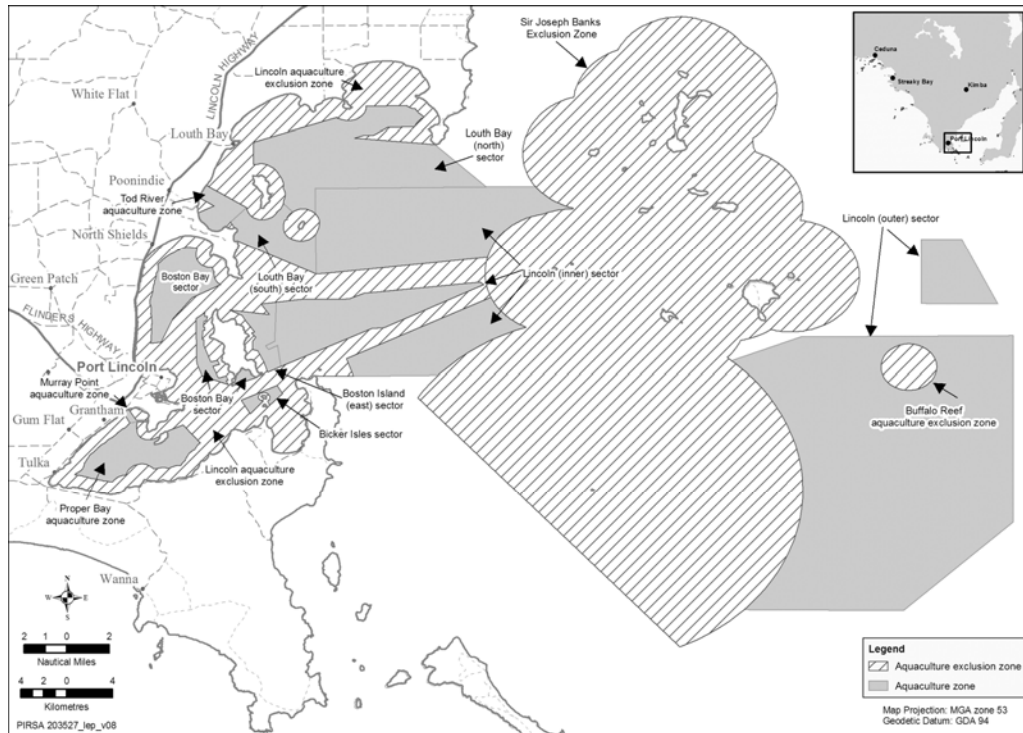 Sir Joseph Banks
Exclusion Zone
Ceduna
Streaky Bay
Kimba
Port Lincoln
LINCOLN HIGHWAY
Lincoln aquaculture
exclusion zone
White Flat
Louth Bay
Louth Bay
(north)
sector
Poonindie
Tod River
aquaculture zone
Lincoln (outer) sector
North Shields
Louth Bay
(south) sector
Lincoln (inner) sector
Boston Bay
sector
Green Patch
FLINDERS HIGHWAY
Port Lincoln
Murray Point
aquaculture zone
Boston Bay
sector
Boston Island
(east) sector
Grantham
Gum Flat
Bicker Isles sector
Buffalo Reef
aquaculture exclusion zone
Tulka
Lincoln aquaculture
exclusion zone
Proper Bay
aquaculture zone
Wanna
N
W E
S
2 1 0 2
Nautical Miles
4 2 0 4
Kilometres
PIRSA 203527_lep_v08
Legend
Aquaculture exclusion zone
Aquaculture zone
Map Projection: MGA zone 53
Geodetic Datum: GDA 94